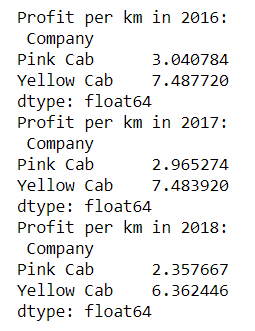 Profit per km in 2016:
Company
Pink Cab 3.040784
Yellow Cab 7.487720
dtype: float64
Profit per km in 2017:
Company
Pink Cab 2.965274
Yellow Cab 7.483920
dtype: float64
Profit per km in 2018:
Company
Pink Cab 2.357667
Yellow Cab 6.362446
dtype: float64